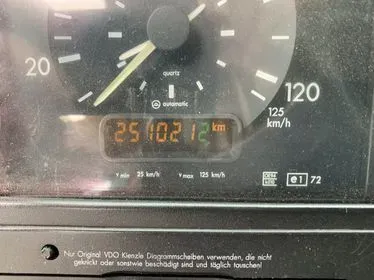 20
quartz
automatic
120
125
km/h
2510212 km
v min 25 km/h v max 125 km/h
e1 72
Nur Original VDO Kienzle Diagrammscheiben verwenden, die nicht
geknickt oder sonstwie beschädigt sind und täglich tauschen!